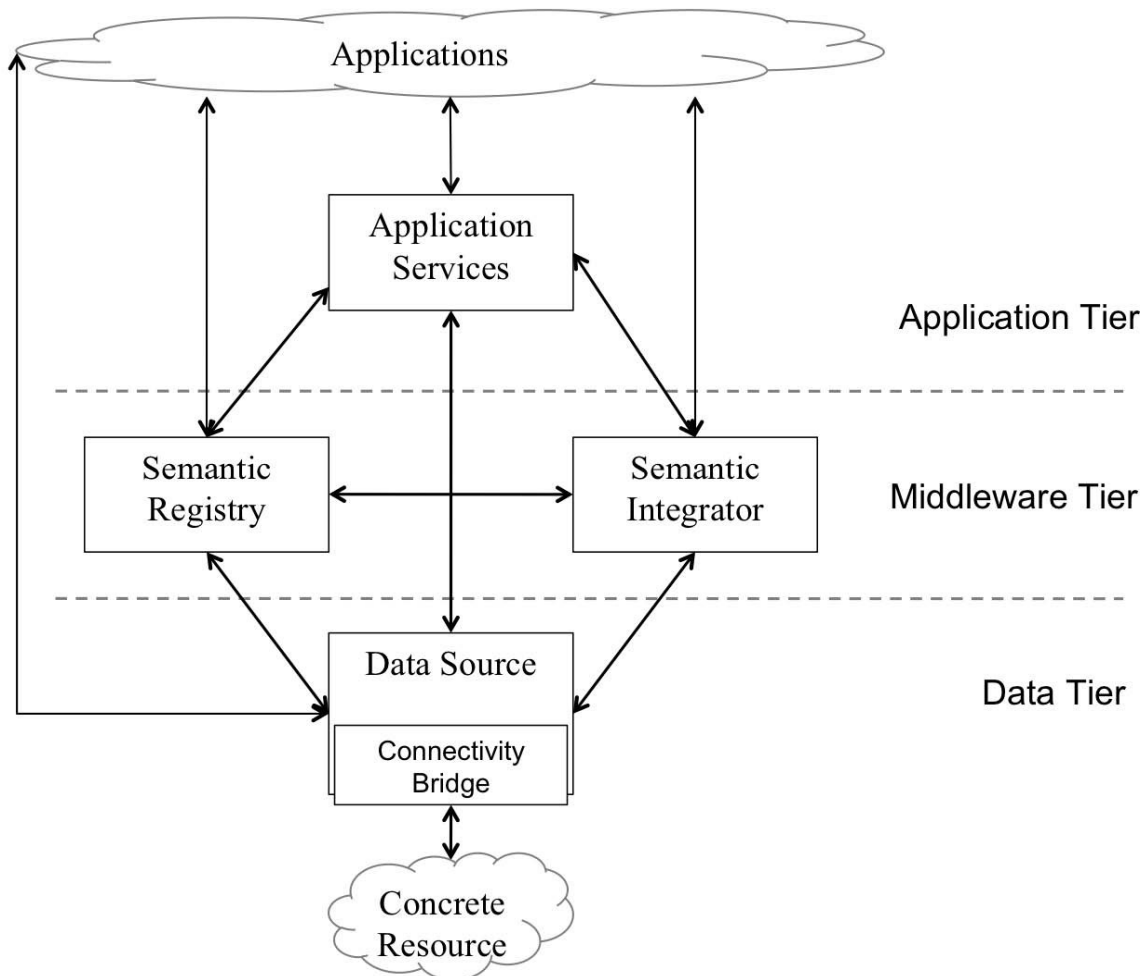 Applications
Application
Services
Application Tier
Semantic
Registry
Semantic
Integrator
Middleware Tier
Data Source
Data Tier
Connectivity
Bridge
Concrete
Resource